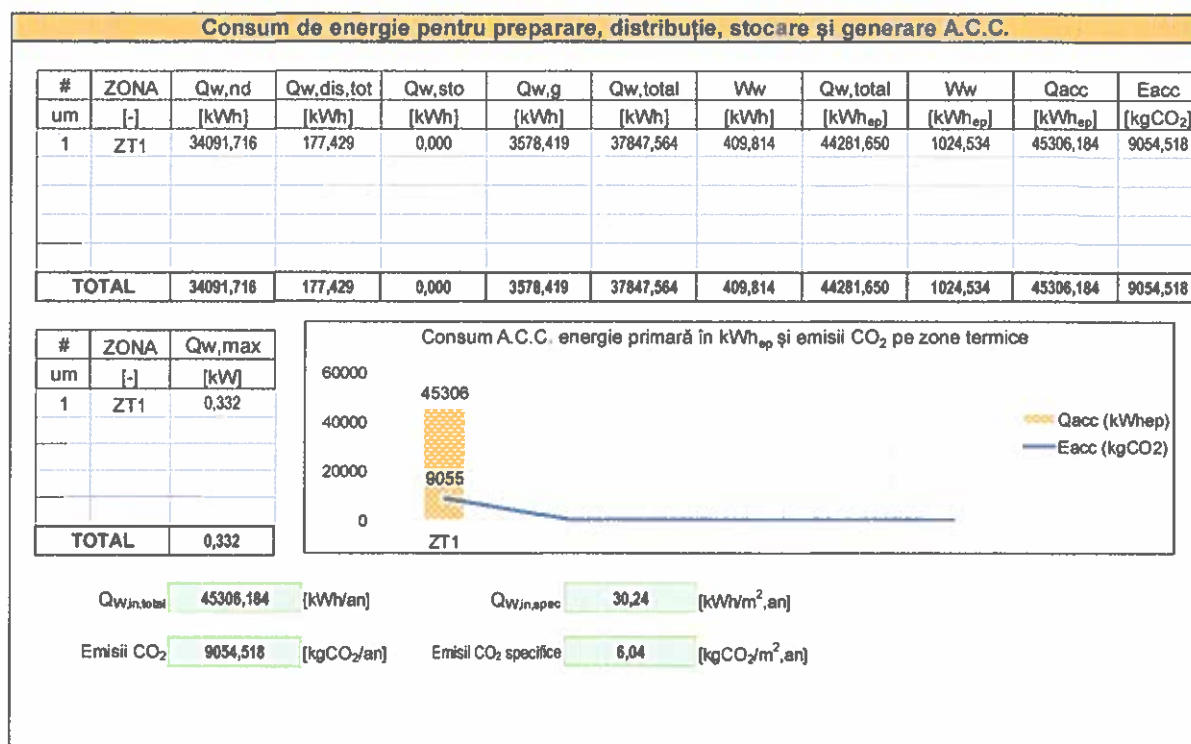 Consum de energie pentru preparare, distribuție, stocare și generare A.C.C.
# ZONA Qw,nd Qw,dis,tot Qw,sto Qw,g Qw,total Ww Qw,total Ww Qacc Eacc
um [-] [kWh] [kWh] [kWh] [kWh] [kWh] [kWh] [kWhep] [kWhep] [kWhep] [kgCO2]
1 ZT1 34091,716 177,429 0,000 3578,419 37847,564 409,814 44281,650 1024,534 45306,184 9054,518
TOTAL 34091,716 177,429 0,000 3578,419 37847,564 409,814 44281,650 1024,534 45306,184 9054,518
# ZONA Qw,max
um [-] [kW]
1 ZT1 0,332
TOTAL 0,332
Consum A.C.C. energie primară în kWhep și emisii CO2 pe zone termice
60000
45306
40000
20000
9055
0
ZT1
Qacc (kWhep)
Eacc (kgCO2)
QW,in,total 45306,184 [kWh/an] QW,in,spec 30,24 [kWh/m2,an]
Emisii CO2 9054,518 [kgCO2/an] Emisii CO2 specifice 6,04 [kgCO2/m2,an]